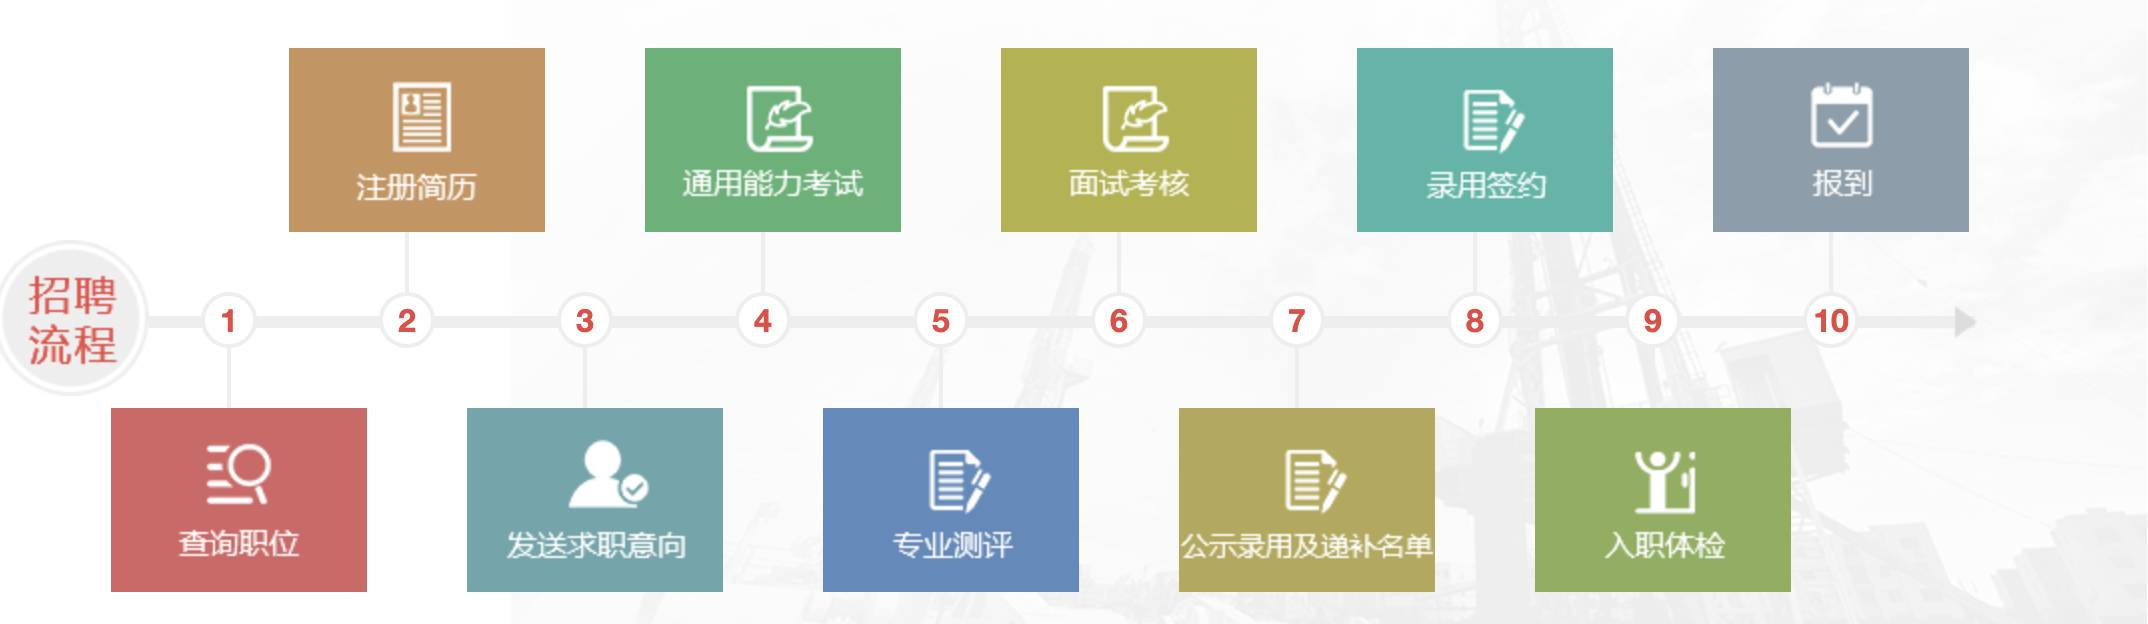 招聘
流程
1
查询职位
2
注册简历
3
发送求职意向
4
通用能力考试
5
专业测评
6
面试考核
7
公示录用及递补名单
8
录用签约
9
入职体检
10
报到